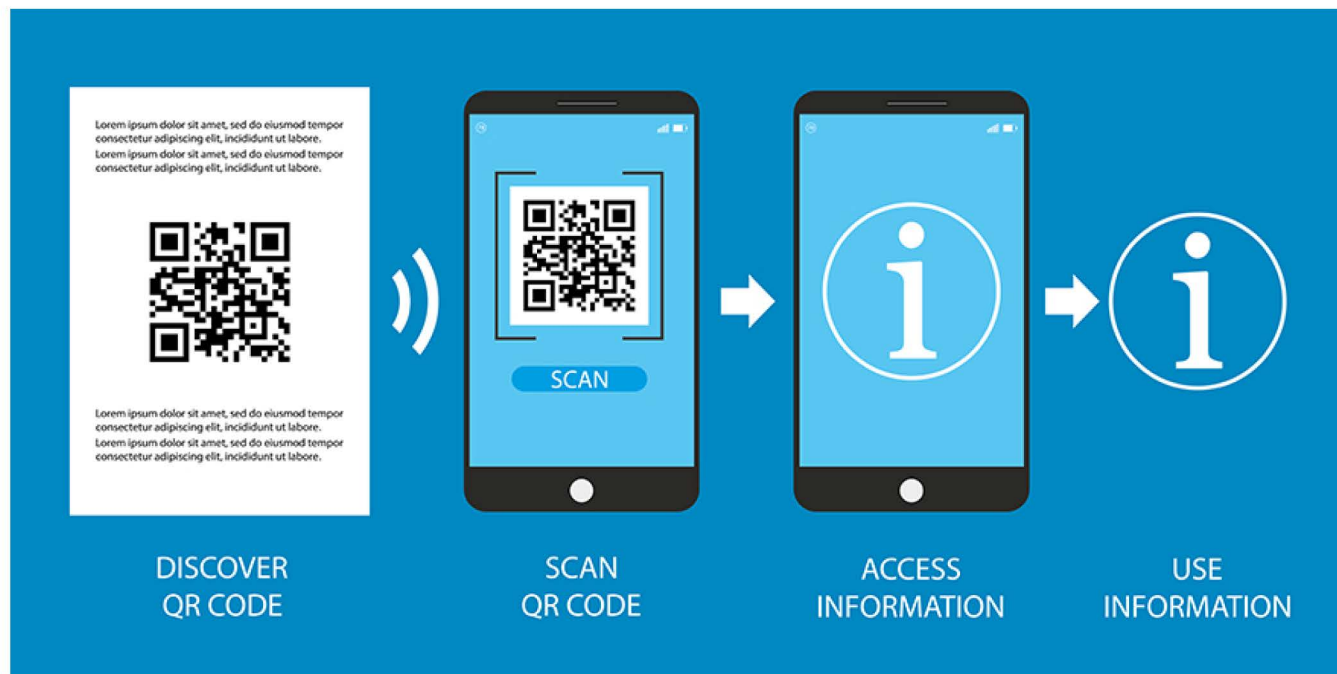 Lorem ipsum dolor sit amet, sed do eiusmod tempor
consectetur adipiscing elit, incididunt ut labore.
Lorem ipsum dolor sit amet, sed do eiusmod tempor
consectetur adipiscing elit, incididunt ut labore.
Lorem ipsum dolor sit amet, sed do eiusmod tempor
consectetur adipiscing elit, incididunt ut labore.
Lorem ipsum dolor sit amet, sed do eiusmod tempor
consectetur adipiscing elit, incididunt ut labore.
SCAN
DISCOVER
QR CODE
SCAN
QR CODE
ACCESS
INFORMATION
USE
INFORMATION